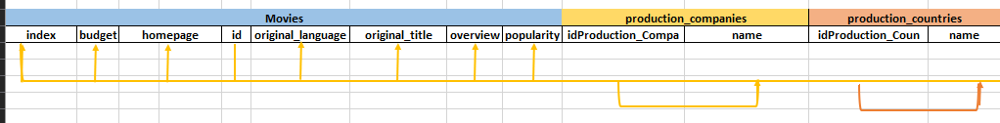 Movies production_companies production_countries
index budget homepage id original_language original_title overview popularity idProduction_Compa name idProduction_Coun name